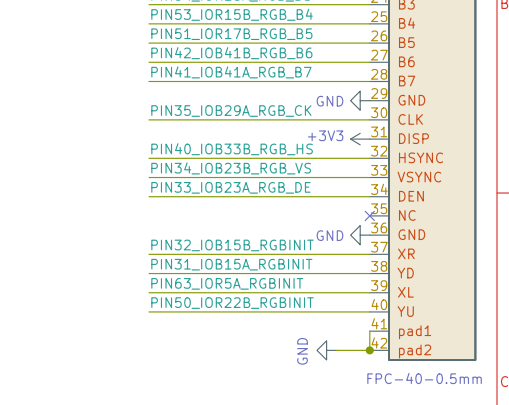 B3
PIN53_IOR15B_RGB_B4 25 B4
PIN51_IOR17B_RGB_B5 26 B5
PIN42_IOB41B_RGB_B6 27 B6
PIN41_IOB41A_RGB_B7 28 B7
GND 29 GND
PIN35_IOB29A_RGB_CK 30 CLK
+3V3 31 DISP
PIN40_IOB33B_RGB_HS 32 HSYNC
PIN34_IOB23B_RGB_VS 33 VSYNC
PIN33_IOB23A_RGB_DE 34 DEN
35 NC
GND 36 GND
PIN32_IOB15B_RGBINIT 37 XR
PIN31_IOB15A_RGBINIT 38 YD
PIN63_IOR5A_RGBINIT 39 XL
PIN50_IOR22B_RGBINIT 40 YU
41 pad1
GND 42 pad2
FPC-40-0.5mm
B
C